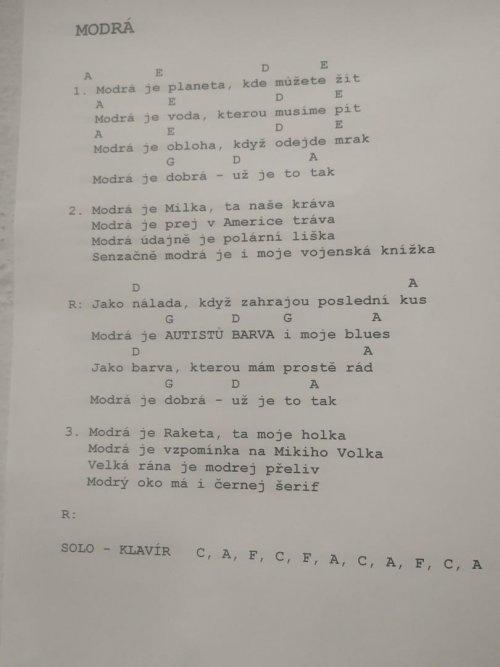 MODRÁ
A E D E
1. Modrá je planeta, kde můžete žít
A E D E
Modrá je voda, kterou musíme pít
A E D E
Modrá je obloha, když odejde mrak
G D A
Modrá je dobrá – už je to tak
2. Modrá je Milka, ta naše kráva
Modrá je prej v Americe tráva
Modrá údajně je polární liška
Senzačně modrá je i moje vojenská knížka
D A
R: Jako nálada, když zahrajou poslední kus
G D G A
Modrá je AUTISTŮ BARVA i moje blues
D A
Jako barva, kterou mám prostě rád
G D A
Modrá je dobrá – už je to tak
3. Modrá je Raketa, ta moje holka
Modrá je vzpomínka na Mikiho Volka
Velká rána je modrej přeliv
Modrý oko má i černej šerif
R:
SOLO – KLAVÍR C, A, F, C, F, A, C, A, F, C, A